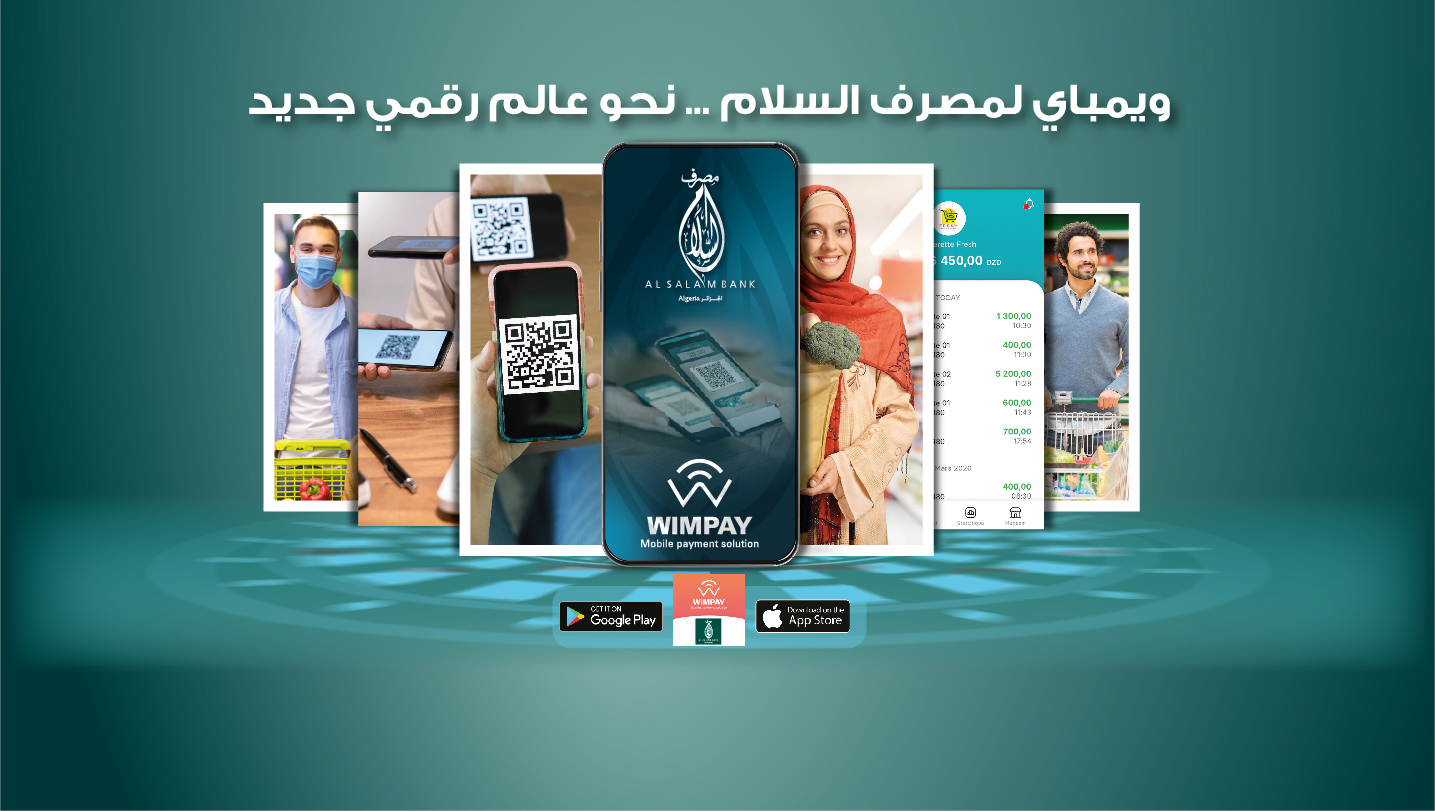 ويمباي لمصرف السلام ... نحو عالم رقمي جديد
مصرف
السلام
AL SALAM BANK
Algeria الجزائر
WIMPAY
Mobile payment solution
450,00 DZD
TODAY
1 300,00
10:30
400,00
11:00
5 200,00
11:28
600,00
11:43
700,00
17:54
Mars 2020
400,00
08:30
Statistique
Magasin
GET IT ON
Google Play
WIMPAY
Download on the
App Store